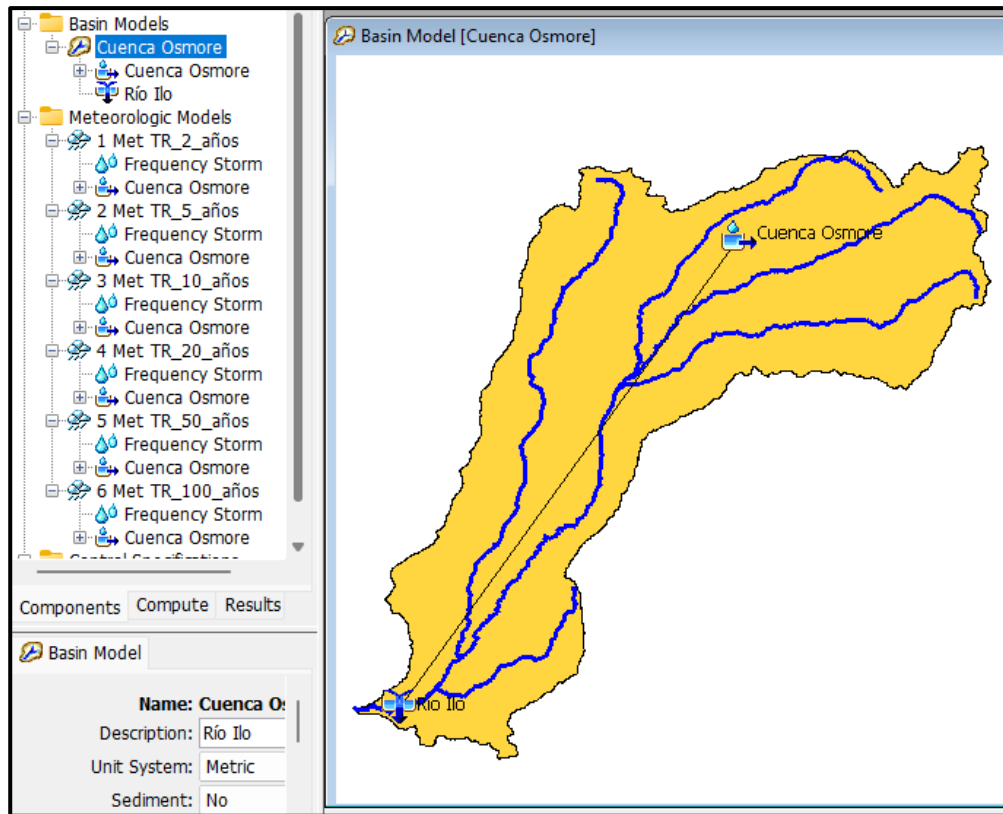 Basin Models
Cuenca Osmore
Cuenca Osmore
Río Ilo
Meteorologic Models
1 Met TR_2_años
Frequency Storm
Cuenca Osmore
2 Met TR_5_años
Frequency Storm
Cuenca Osmore
3 Met TR_10_años
Frequency Storm
Cuenca Osmore
4 Met TR_20_años
Frequency Storm
Cuenca Osmore
5 Met TR_50_años
Frequency Storm
Cuenca Osmore
6 Met TR_100_años
Frequency Storm
Cuenca Osmore
Control Specifications
Components Compute Results
Basin Model
Name: Cuenca Os
Description: Río Ilo
Unit System: Metric
Sediment: No
Basin Model [Cuenca Osmore]
Cuenca Osmore
Río Ilo